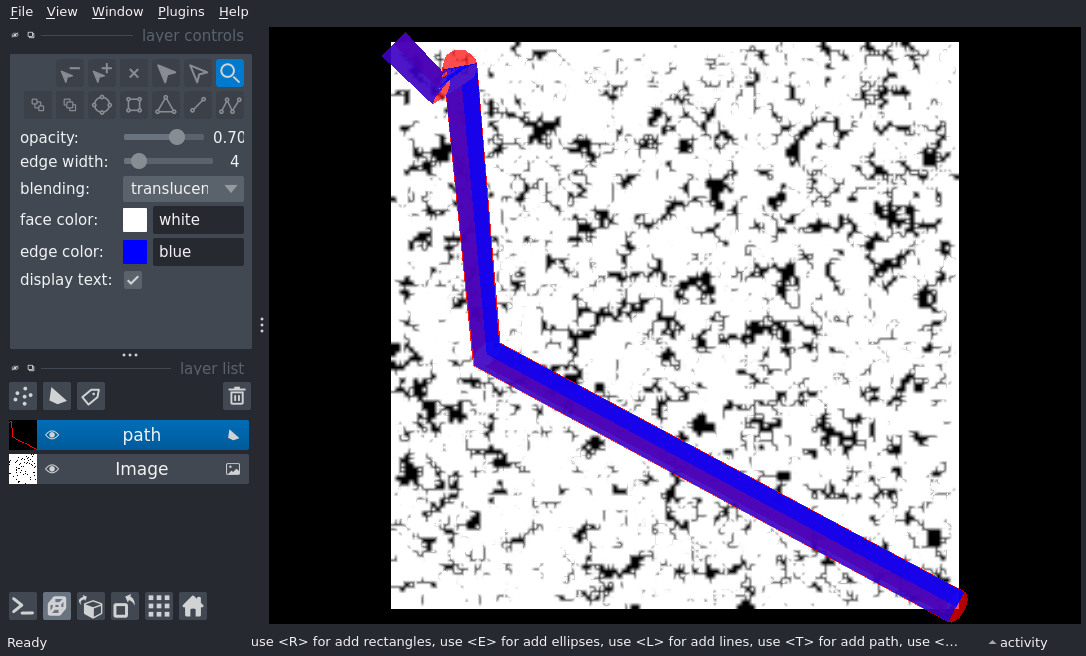 File View Window Plugins Help
layer controls
opacity: 0.70
edge width: 4
blending: translucen
face color: white
edge color: blue
display text:
layer list
path
Image
Ready
use <R> for add rectangles, use <E> for add ellipses, use <L> for add lines, use <T> for add path, use <...
activity